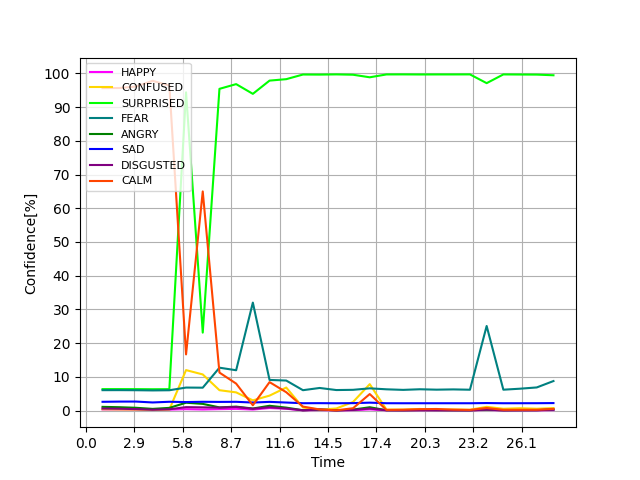 HAPPY
CONFUSED
SURPRISED
FEAR
ANGRY
SAD
DISGUSTED
CALM
Confidence[%]
100
90
80
70
60
50
40
30
20
10
0
0.0 2.9 5.8 8.7 11.6 14.5 17.4 20.3 23.2 26.1
Time